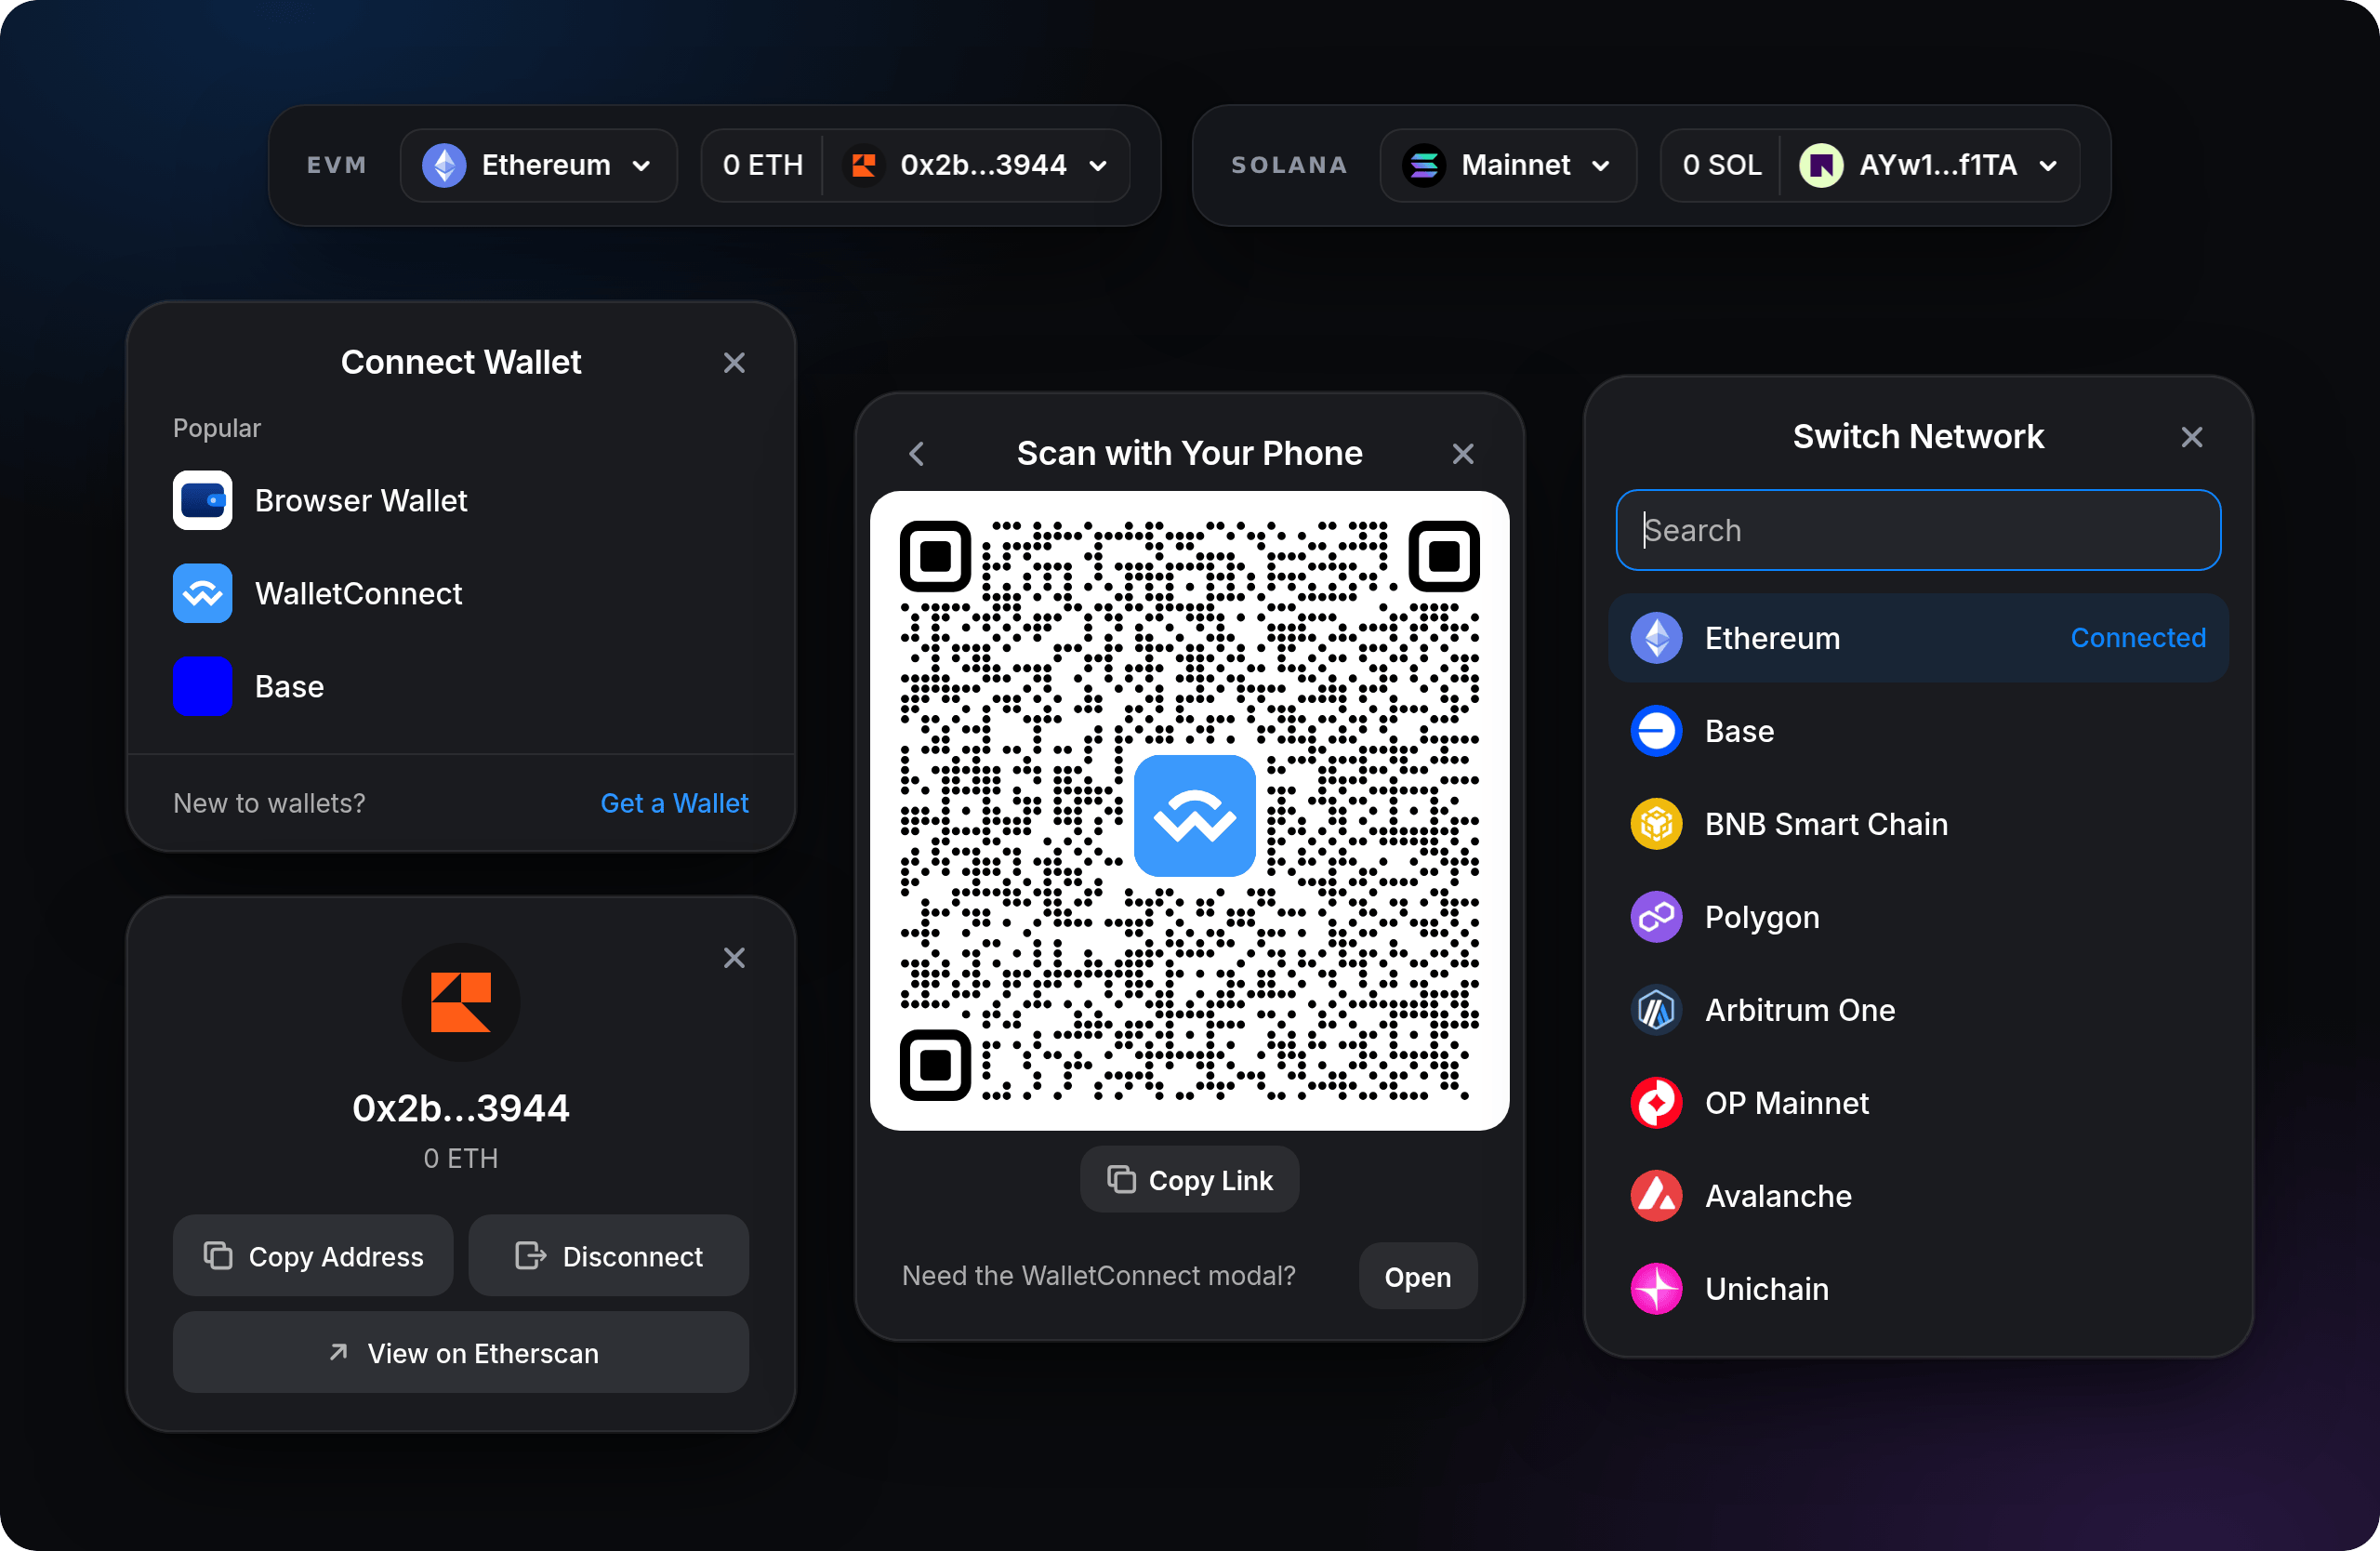 EVM
Ethereum
0 ETH
0x2b...3944
SOLANA
Mainnet
0 SOL
AYw1...f1TA
Connect Wallet
Popular
Browser Wallet
WalletConnect
Base
New to wallets?
Get a Wallet
0x2b...3944
0 ETH
Copy Address
Disconnect
View on Etherscan
Scan with Your Phone
Copy Link
Need the WalletConnect modal?
Open
Switch Network
Search
Ethereum
Connected
Base
BNB Smart Chain
Polygon
Arbitrum One
OP Mainnet
Avalanche
Unichain